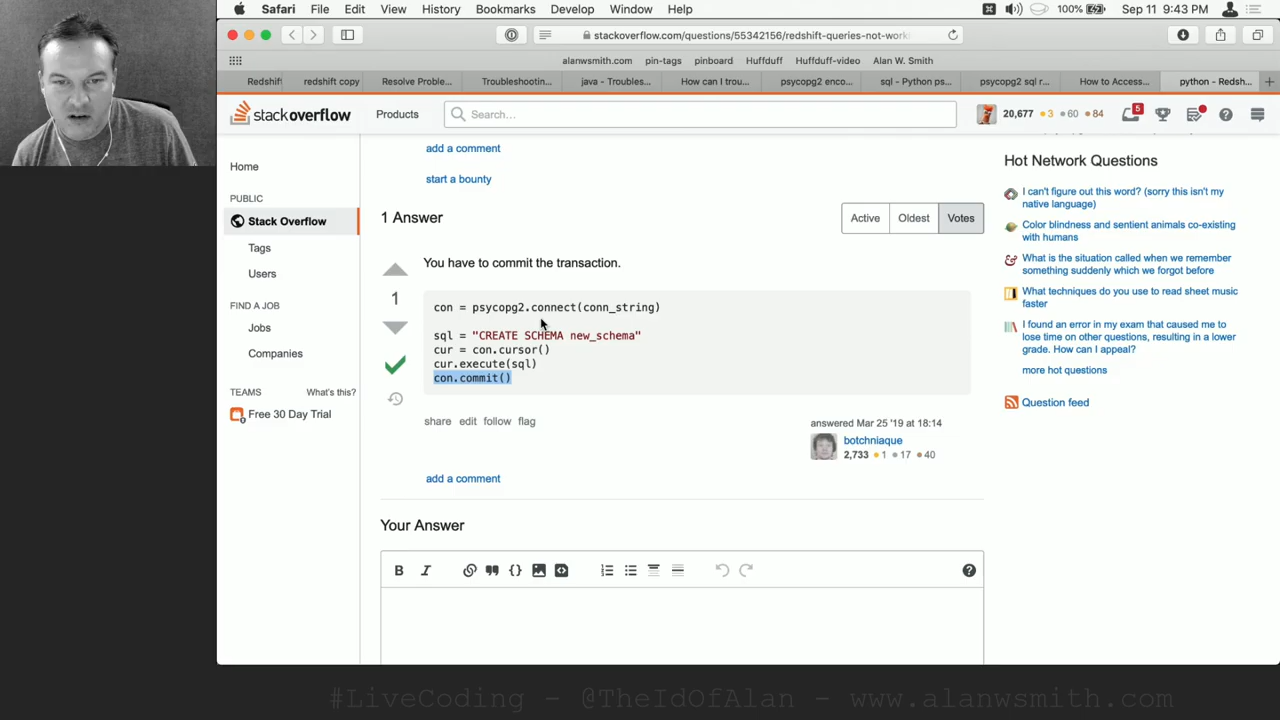 Safari File Edit View History Bookmarks Develop Window Help 100% Sep 11 9:43 PM
stackoverflow.com/questions/55342156/redshift-queries-not-work
alanwsmith.com pin-tags pinboard Huffduff Huffduff-video Alan W. Smith
Redshift redshift copy Resolve Proble... Troubleshootin... java - Troubles... How can I trou... psycopg2 enco... sql - Python ps... psycopg2 sql r... How to Access... python - Redsh...
stackoverflow Products Search... 20,677 3 60 84 5
Home
PUBLIC
Stack Overflow
Tags
Users
FIND A JOB
Jobs
Companies
TEAMS What's this?
Free 30 Day Trial
add a comment
start a bounty
1 Answer
Active Oldest Votes
You have to commit the transaction.
1
con = psycopg2.connect(conn_string)
sql = "CREATE SCHEMA new_schema"
cur = con.cursor()
cur.execute(sql)
con.commit()
share edit follow flag
answered Mar 25 '19 at 18:14
botchniaque
2,733 1 17 40
add a comment
Your Answer
B I
Hot Network Questions
I can't figure out this word? (sorry this isn't my
native language)
Color blindness and sentient animals co-existing
with humans
What is the situation called when we remember
something suddenly which we forgot before
What techniques do you use to read sheet music
faster
I found an error in my exam that caused me to
lose time on other questions, resulting in a lower
grade. How can I appeal?
more hot questions
Question feed
#LiveCoding - @TheIdOfAlan - www.alanwsmith.com